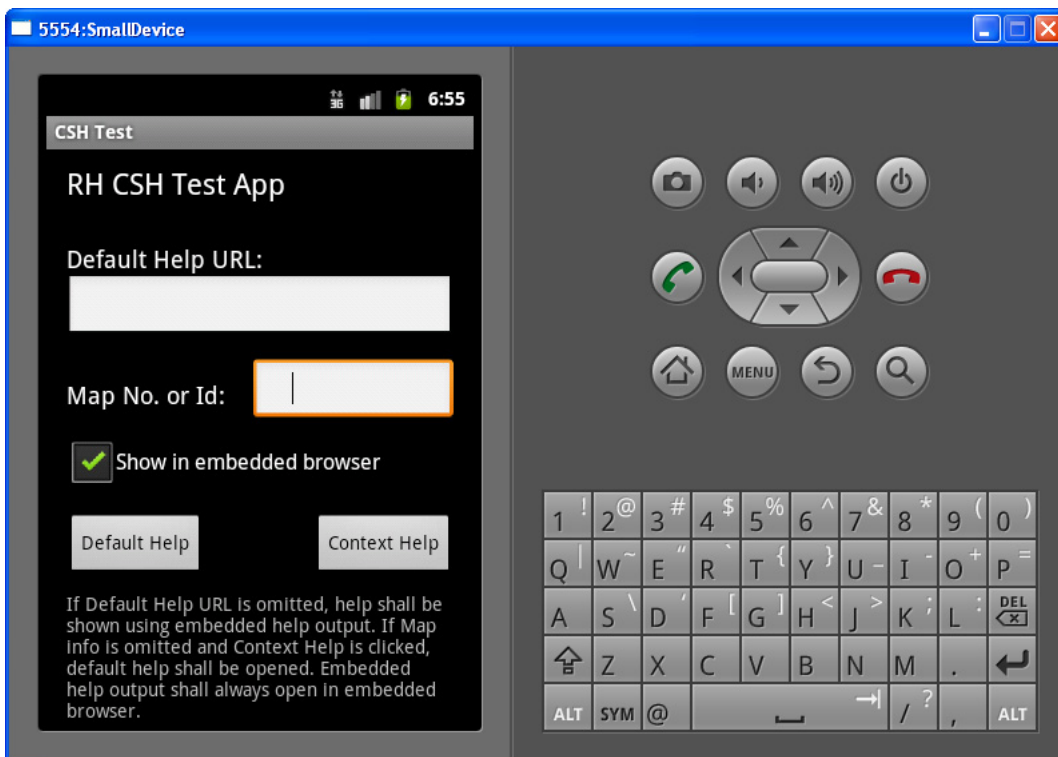 5554:SmallDevice
3G 6:55
CSH Test
RH CSH Test App
Default Help URL:
Map No. or Id:
Show in embedded browser
Default Help Context Help
If Default Help URL is omitted, help shall be
shown using embedded help output. If Map
info is omitted and Context Help is clicked,
default help shall be opened. Embedded
help output shall always open in embedded
browser.
MENU
1 ! 2 @ 3 # 4 $ 5 % 6 ^ 7 & 8 * 9 ( 0 )
Q | W ~ E " R ` T { Y } U _ I - O + P =
A S \ D ' F [ G ] H < J > K ; L : DEL
Z X C V B N M .
ALT SYM @ / ? , ALT